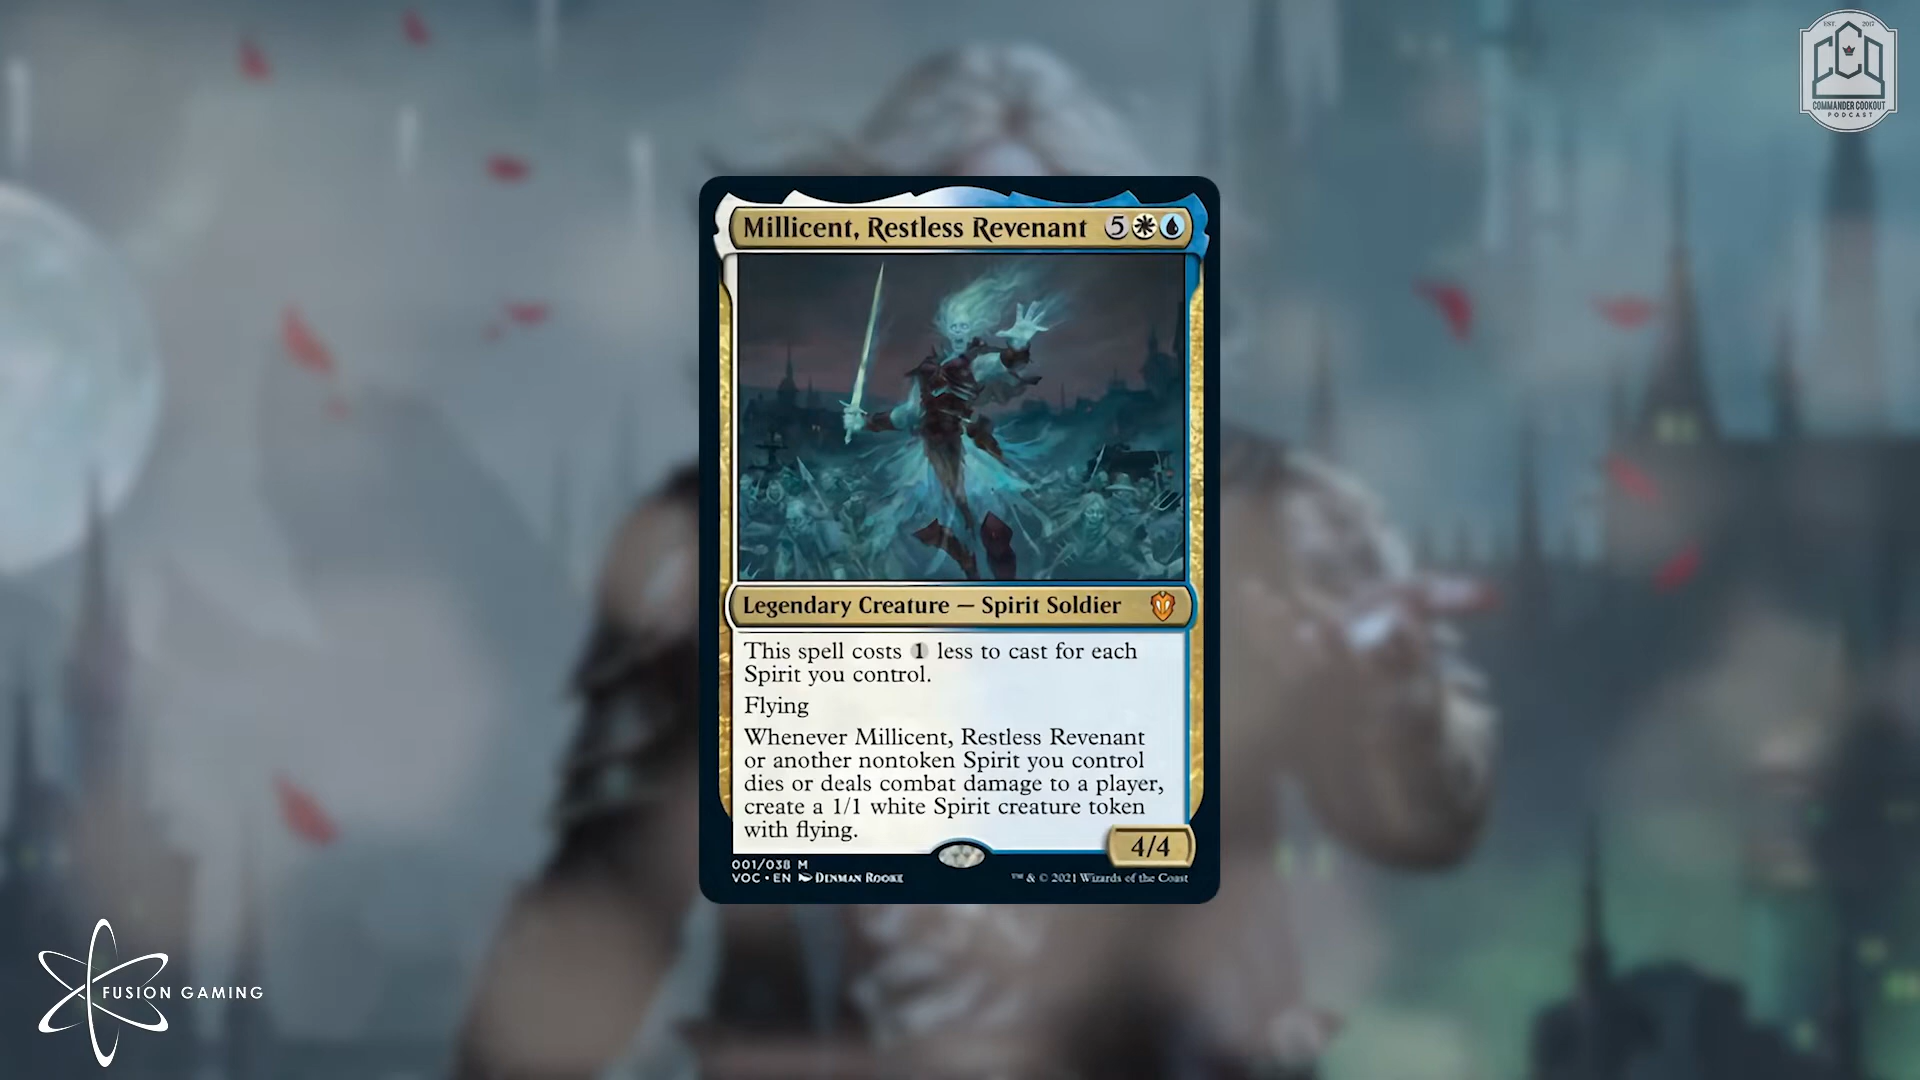 EST. 2017
CCO
COMMANDER COOKOUT
PODCAST
Millicent, Restless Revenant 5
Legendary Creature — Spirit Soldier
This spell costs 1 less to cast for each
Spirit you control.
Flying
Whenever Millicent, Restless Revenant
or another nontoken Spirit you control
dies or deals combat damage to a player,
create a 1/1 white Spirit creature token
with flying.
4/4
001/038 M
VOC • EN Denman Rooke
™ & © 2021 Wizards of the Coast
FUSION GAMING